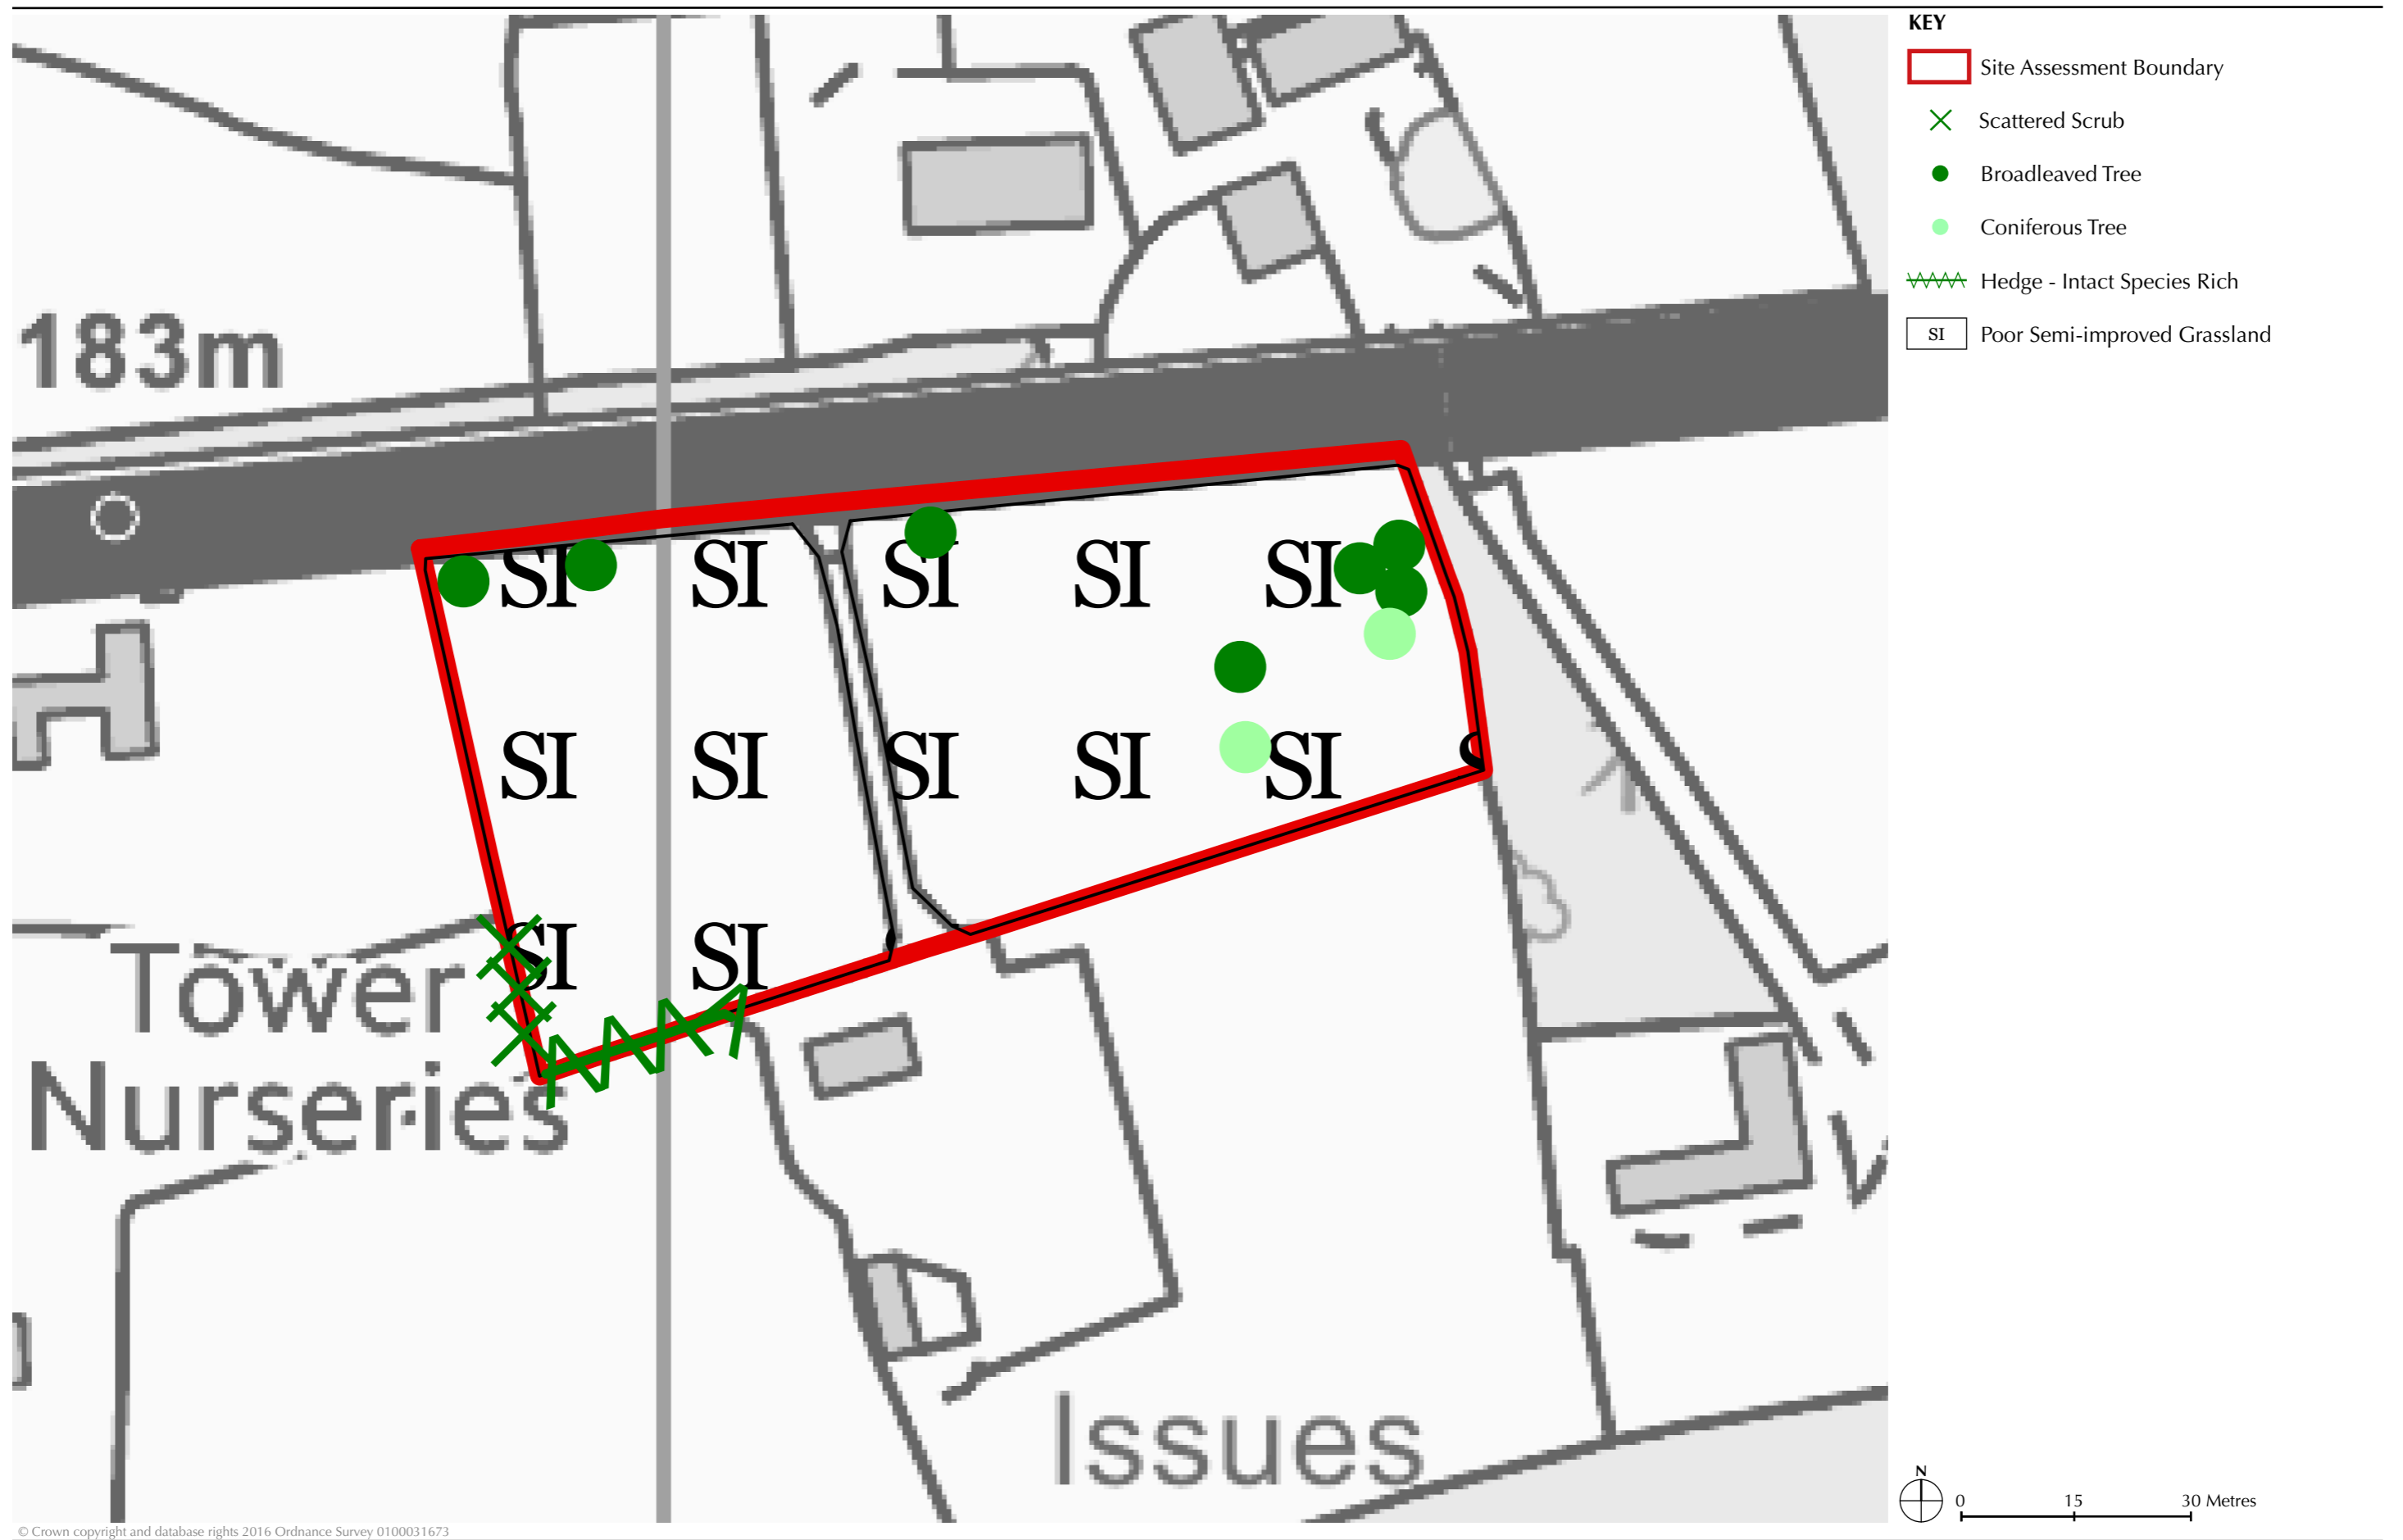 KEY
Site Assessment Boundary
Scattered Scrub
Broadleaved Tree
Coniferous Tree
Hedge - Intact Species Rich
SI Poor Semi-improved Grassland
183m
SI SI SI SI SI
SI SI SI SI SI S
SI SI
Tower
Nurseries
Issues
N
0 15 30 Metres
© Crown copyright and database rights 2016 Ordnance Survey 0100031673